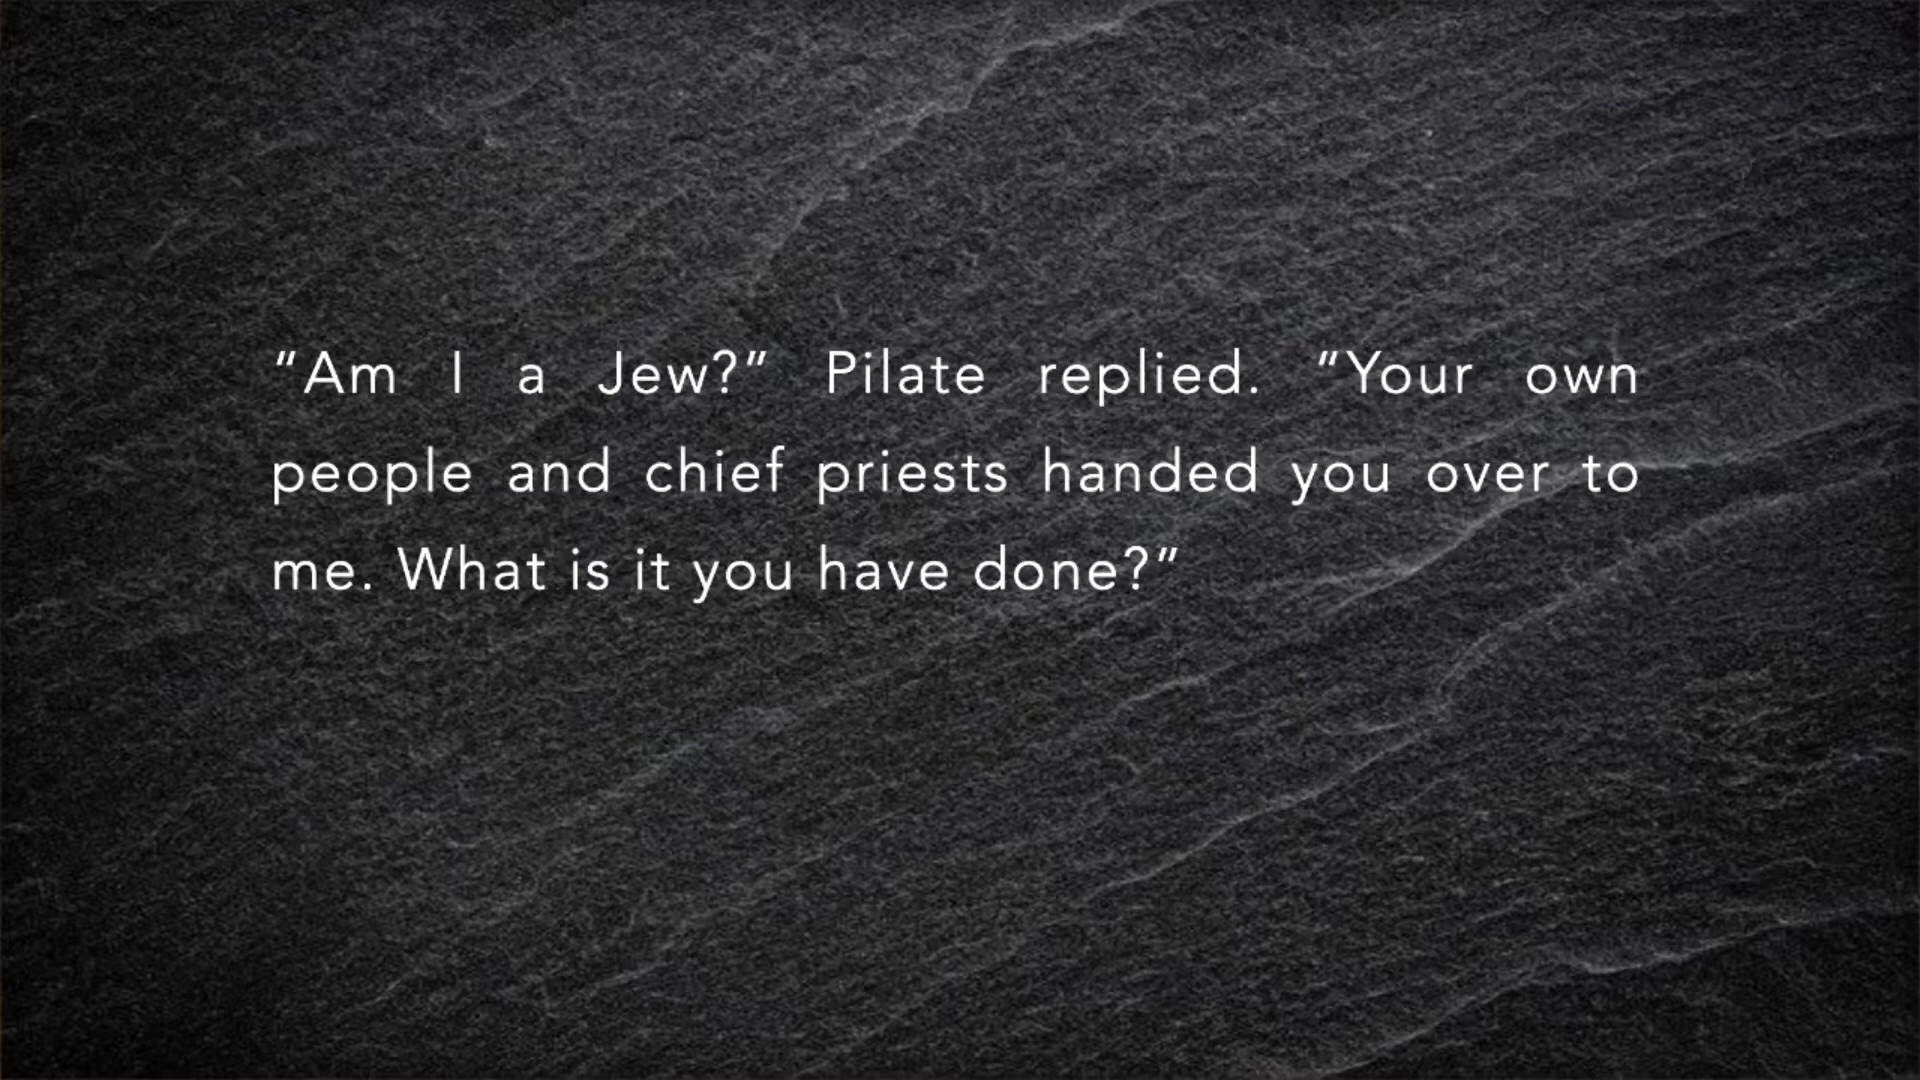 “Am I a Jew?” Pilate replied. “Your own
people and chief priests handed you over to
me. What is it you have done?”